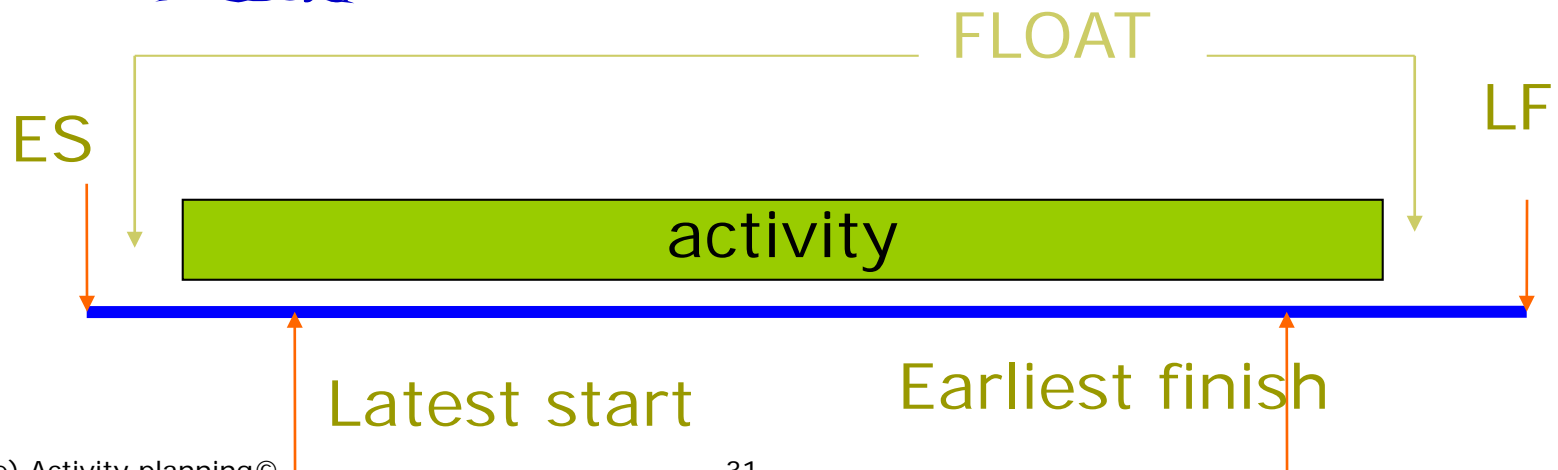 FLOAT
ES
LF
activity
Latest start
Earliest finish
Activity planning©
31